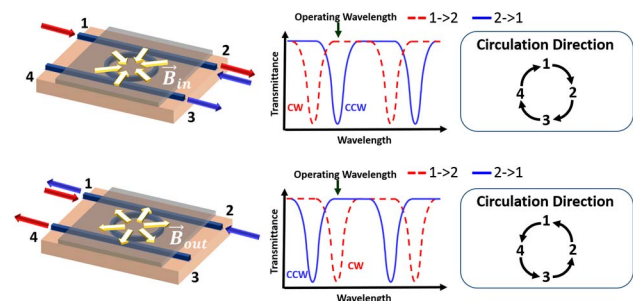 1
2
4
3
B in
Operating Wavelength
1->2
2->1
Transmittance
CW
CCW
Wavelength
Circulation Direction
1
4
2
3
1
2
4
3
B out
Operating Wavelength
1->2
2->1
Transmittance
CCW
CW
Wavelength
Circulation Direction
1
4
2
3